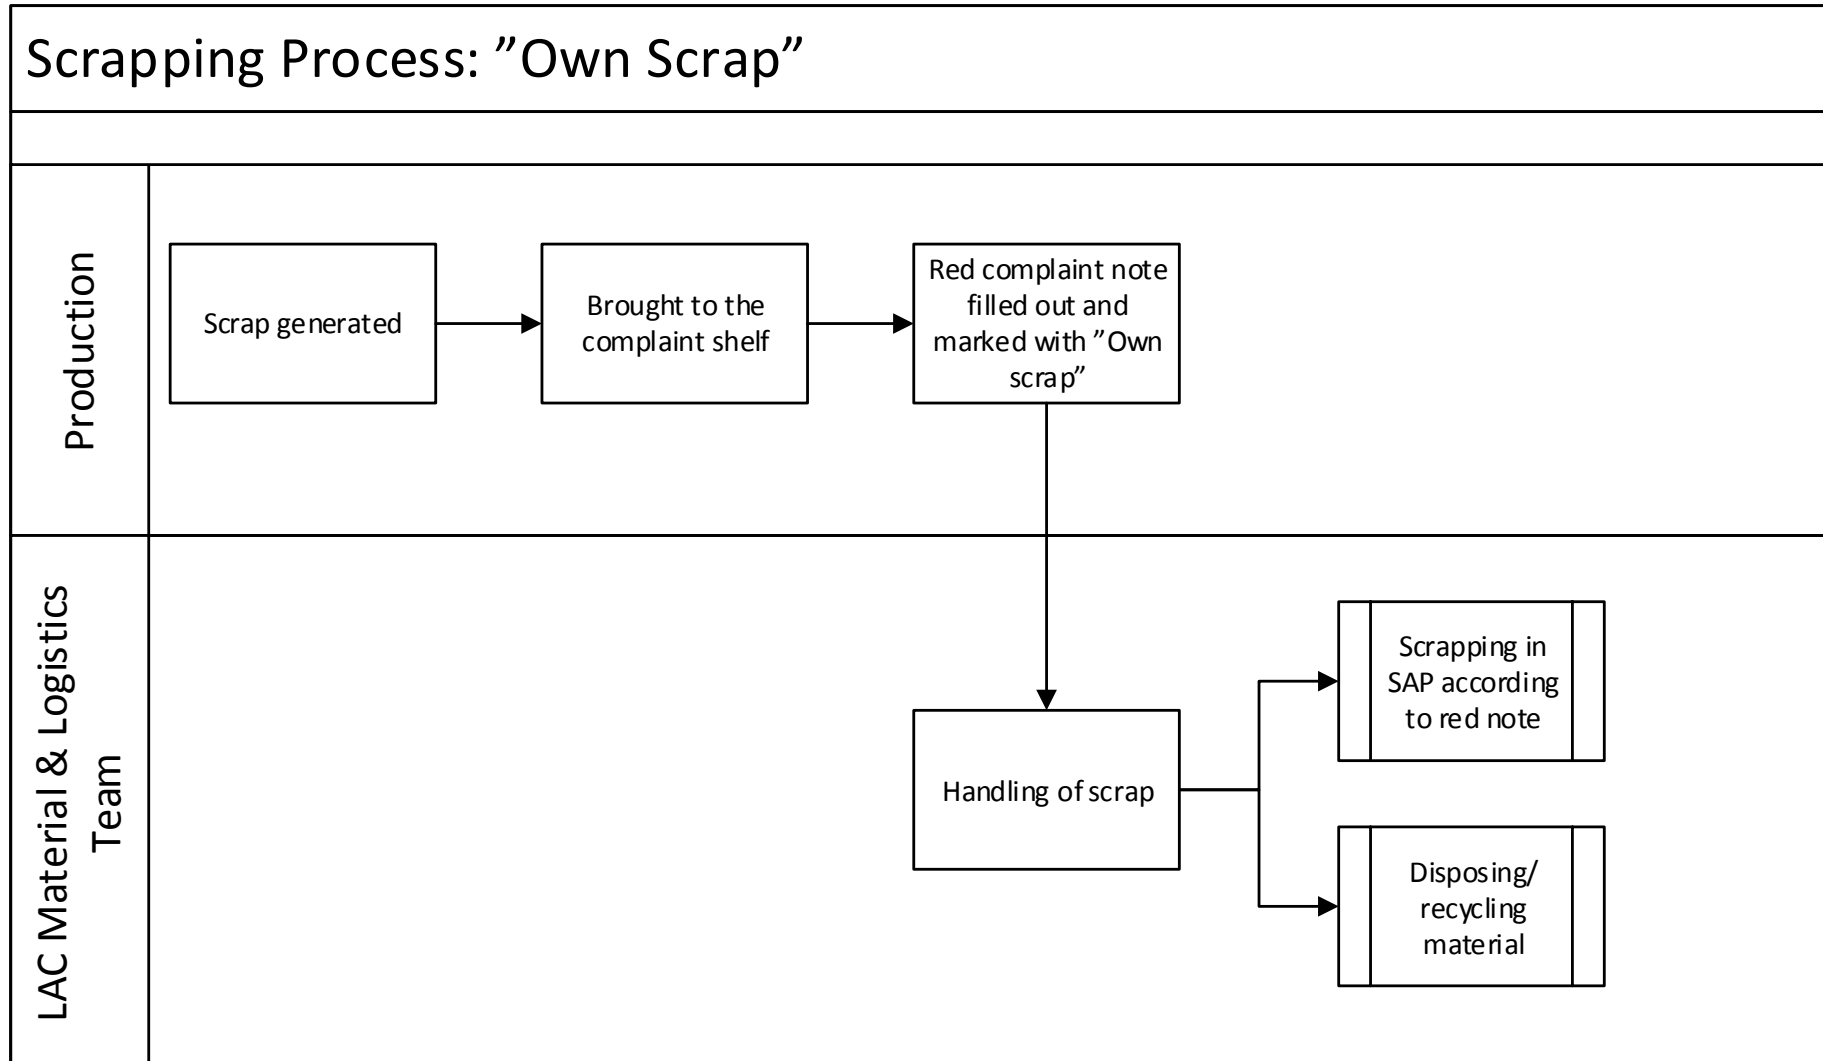 Scrapping Process: ”Own Scrap”
Production
Scrap generated
Brought to the
complaint shelf
Red complaint note
filled out and
marked with ”Own
scrap”
LAC Material & Logistics
Team
Handling of scrap
Scrapping in
SAP according
to red note
Disposing/
recycling
material